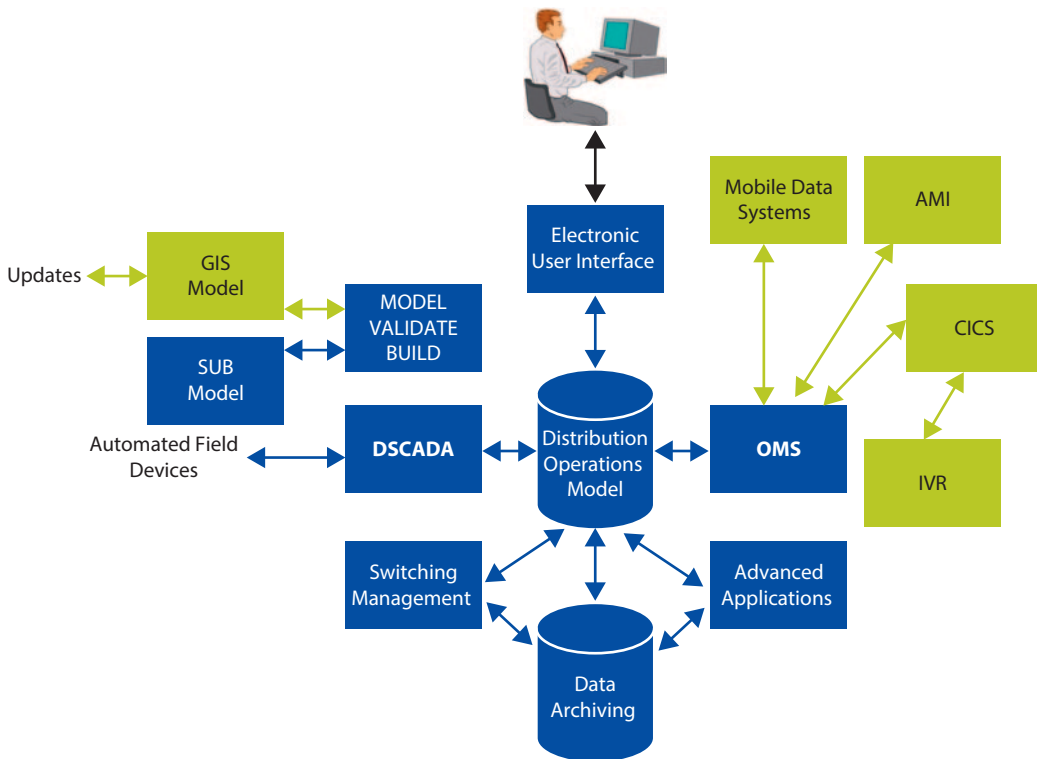 Electronic
User Interface
Mobile Data
Systems
AMI
Updates
GIS
Model
MODEL
VALIDATE
BUILD
CICS
SUB
Model
Automated Field
Devices
DSCADA
Distribution
Operations
Model
OMS
IVR
Switching
Management
Advanced
Applications
Data
Archiving